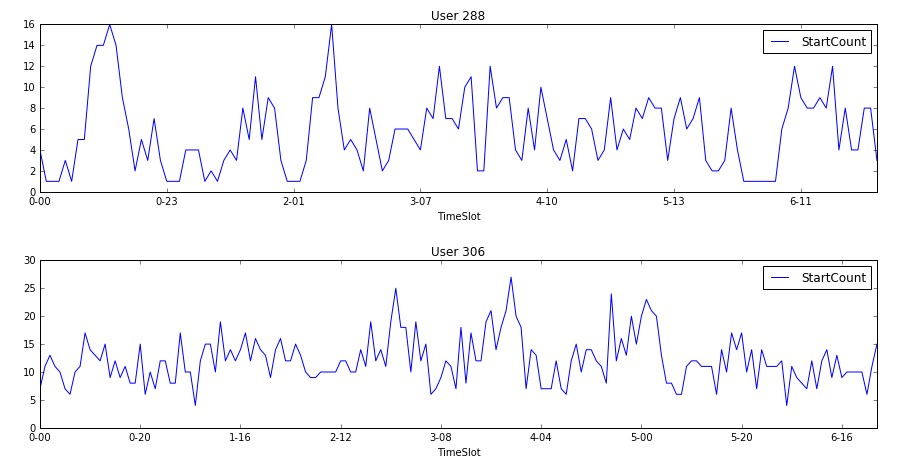 User 288
16
14
12
10
8
6
4
2
0
StartCount
0-00 0-23 2-01 3-07 4-10 5-13 6-11
TimeSlot
User 306
30
25
20
15
10
5
0
StartCount
0-00 0-20 1-16 2-12 3-08 4-04 5-00 5-20 6-16
TimeSlot